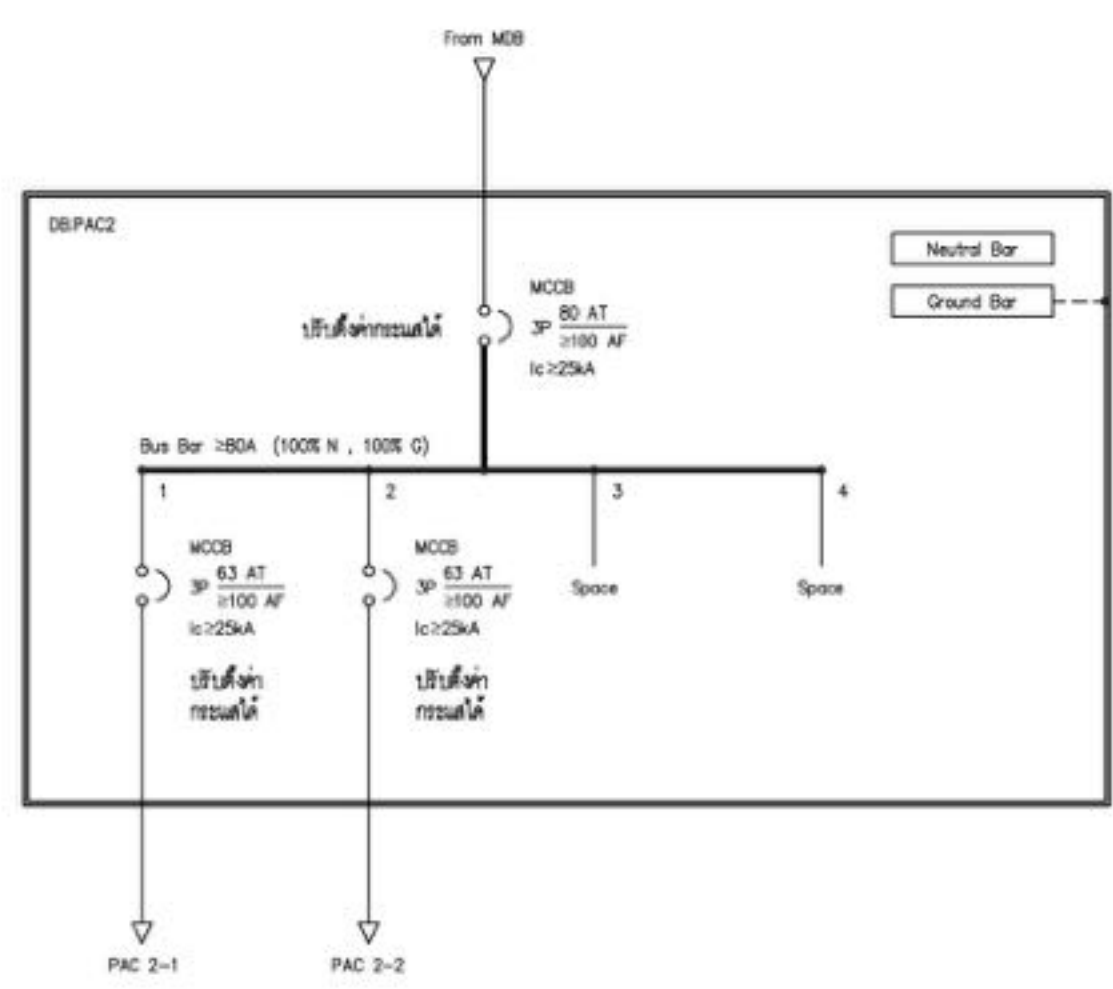 From MDB
DB.PAC2
Neutral Bar
Ground Bar
MCCB
3P 80 AT
≥100 AF
Ic≥25kA
ปรับตั้งค่ากระแสได้
Bus Bar ≥80A (100% N , 100% G)
1
2
3
4
MCCB
3P 63 AT
≥100 AF
Ic≥25kA
ปรับตั้งค่า
กระแสได้
MCCB
3P 63 AT
≥100 AF
Ic≥25kA
ปรับตั้งค่า
กระแสได้
Space
Space
PAC 2-1
PAC 2-2